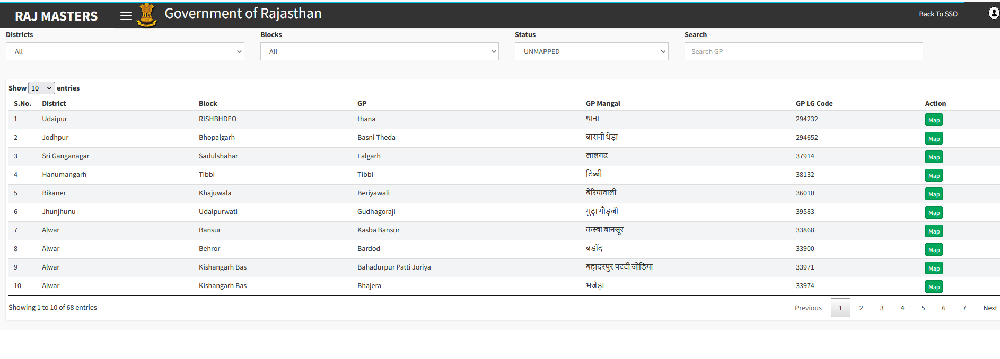 RAJ MASTERS Government of Rajasthan Back To SSO
Districts Blocks Status Search
All All UNMAPPED Search GP
Show 10 entries
S.No. District Block GP GP Mangal GP LG Code Action
1 Udaipur RISHBHDEO thana थाना 294232 Map
2 Jodhpur Bhopalgarh Basni Theda बासनी थेड़ा 294652 Map
3 Sri Ganganagar Sadulshahar Lalgarh लालगढ 37914 Map
4 Hanumangarh Tibbi Tibbi टिब्बी 38132 Map
5 Bikaner Khajuwala Beriyawali बेरियावाली 36010 Map
6 Jhunjhunu Udaipurwati Gudhagoraji गुढ़ा गौड़जी 39583 Map
7 Alwar Bansur Kasba Bansur कस्बा बानसूर 33868 Map
8 Alwar Behror Bardod बर्डोद 33900 Map
9 Alwar Kishangarh Bas Bahadurpur Patti Joriya बहादरपुर पटटी जोडिया 33971 Map
10 Alwar Kishangarh Bas Bhajera भजेड़ा 33974 Map
Showing 1 to 10 of 68 entries Previous 1 2 3 4 5 6 7 Next